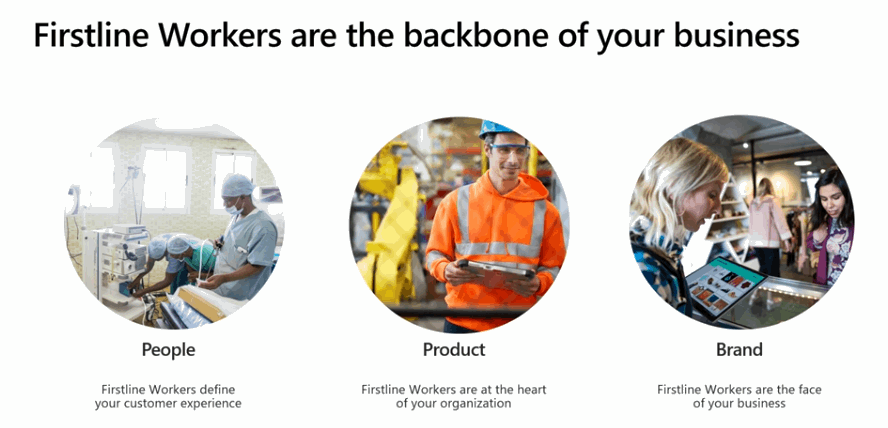 Firstline Workers are the backbone of your business
People
Firstline Workers define
your customer experience
Product
Firstline Workers are at the heart
of your organization
Brand
Firstline Workers are the face
of your business